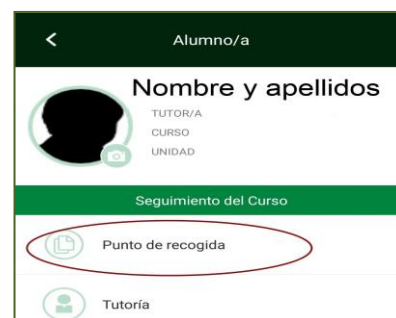 Alumno/a
Nombre y apellidos
TUTOR/A
CURSO
UNIDAD
Seguimiento del Curso
Punto de recogida
Tutoría